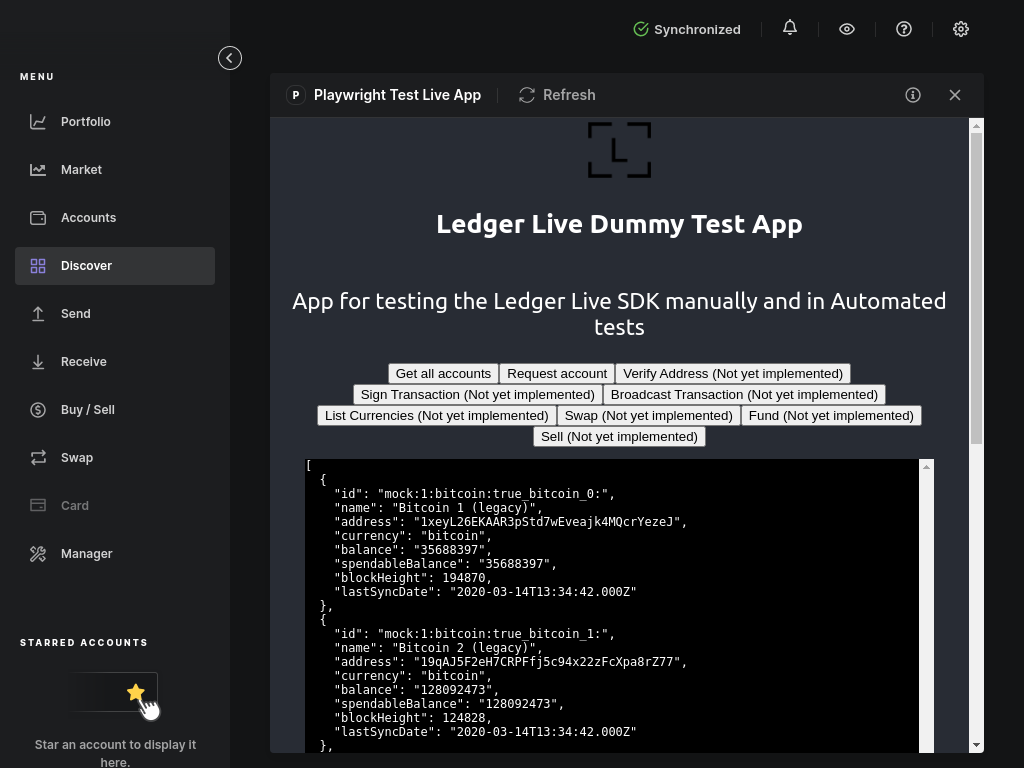 Synchronized
MENU
Portfolio
Market
Accounts
Discover
Send
Receive
Buy / Sell
Swap
Card
Manager
STARRED ACCOUNTS
Star an account to display it
here.
P Playwright Test Live App Refresh
L
Ledger Live Dummy Test App
App for testing the Ledger Live SDK manually and in Automated
tests
Get all accounts Request account Verify Address (Not yet implemented)
Sign Transaction (Not yet implemented) Broadcast Transaction (Not yet implemented)
List Currencies (Not yet implemented) Swap (Not yet implemented) Fund (Not yet implemented)
Sell (Not yet implemented)
[
{
"id": "mock:1:bitcoin:true_bitcoin_0:",
"name": "Bitcoin 1 (legacy)",
"address": "1xeyL26EKAAR3pStd7wEveajk4MQcrYezeJ",
"currency": "bitcoin",
"balance": "35688397",
"spendableBalance": "35688397",
"blockHeight": 194870,
"lastSyncDate": "2020-03-14T13:34:42.000Z"
},
{
"id": "mock:1:bitcoin:true_bitcoin_1:",
"name": "Bitcoin 2 (legacy)",
"address": "19qAJ5F2eH7CRPFfj5c94x22zFcXpa8rZ77",
"currency": "bitcoin",
"balance": "128092473",
"spendableBalance": "128092473",
"blockHeight": 124828,
"lastSyncDate": "2020-03-14T13:34:42.000Z"
},